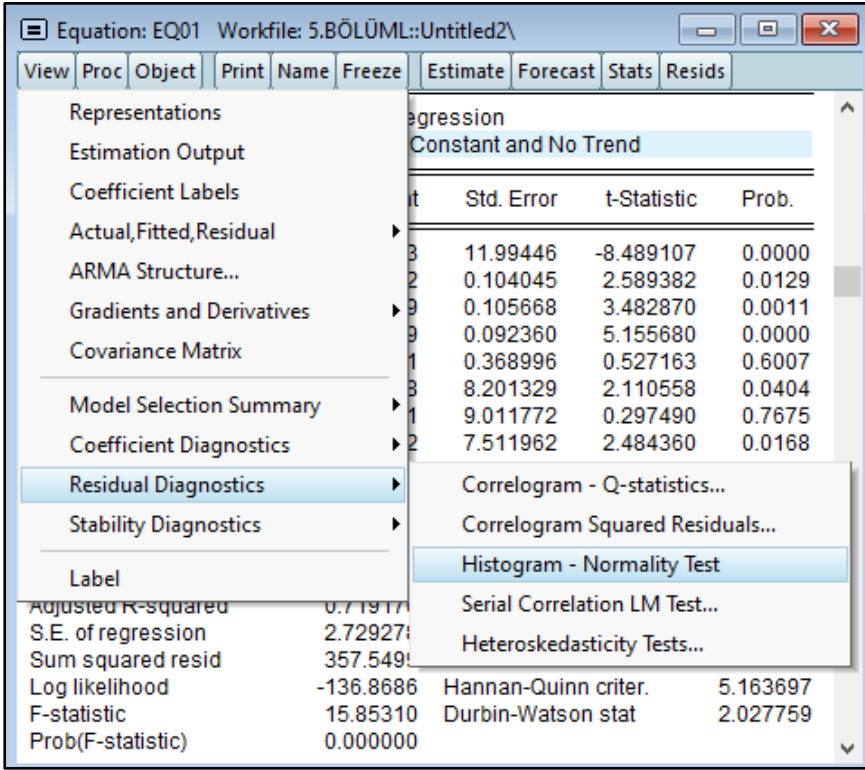 Equation: EQ01 Workfile: 5.BÖLÜML::Untitled2\
View Proc Object Print Name Freeze Estimate Forecast Stats Resids
Representations
Estimation Output
Coefficient Labels
Actual,Fitted,Residual
ARMA Structure...
Gradients and Derivatives
Covariance Matrix
Model Selection Summary
Coefficient Diagnostics
Residual Diagnostics
Stability Diagnostics
Label
Constant and No Trend
Std. Error t-Statistic Prob.
11.99446 -8.489107 0.0000
0.104045 2.589382 0.0129
0.105668 3.482870 0.0011
0.092360 5.155680 0.0000
0.368996 0.527163 0.6007
8.201329 2.110558 0.0404
9.011772 0.297490 0.7675
7.511962 2.484360 0.0168
Correlogram - Q-statistics...
Correlogram Squared Residuals...
Histogram - Normality Test
Serial Correlation LM Test...
Heteroskedasticity Tests...
Adjusted R-squared
S.E. of regression 2.72927
Sum squared resid 357.549
Log likelihood -136.8686 Hannan-Quinn criter. 5.163697
F-statistic 15.85310 Durbin-Watson stat 2.027759
Prob(F-statistic) 0.000000